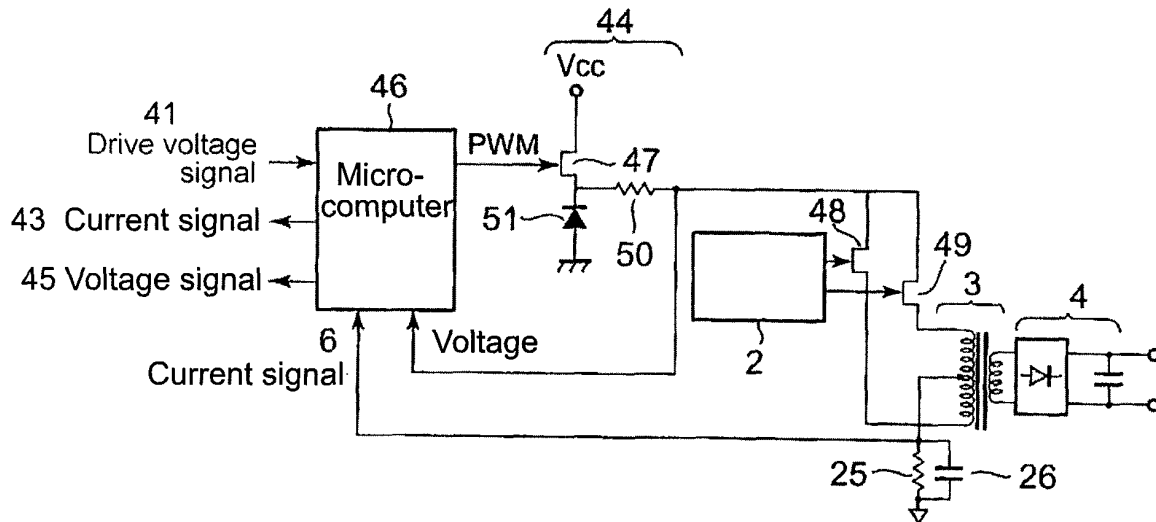 44
Vcc
46
41
Drive voltage
signal
PWM
47
Micro-
computer
43 Current signal
51
50
48
49
45 Voltage signal
3
4
6
Voltage
2
Current signal
25
26